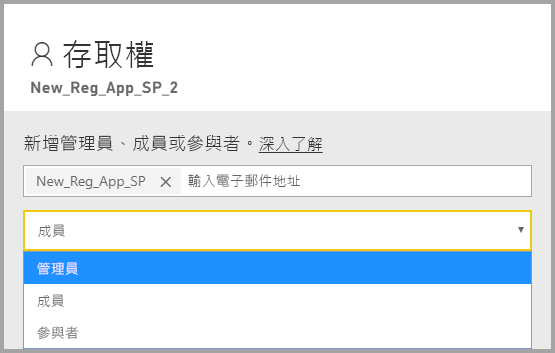 存取權
New_Reg_App_SP_2
新增管理員、成員或參與者。深入了解
New_Reg_App_SP × 輸入電子郵件地址
成員
管理員
成員
參與者